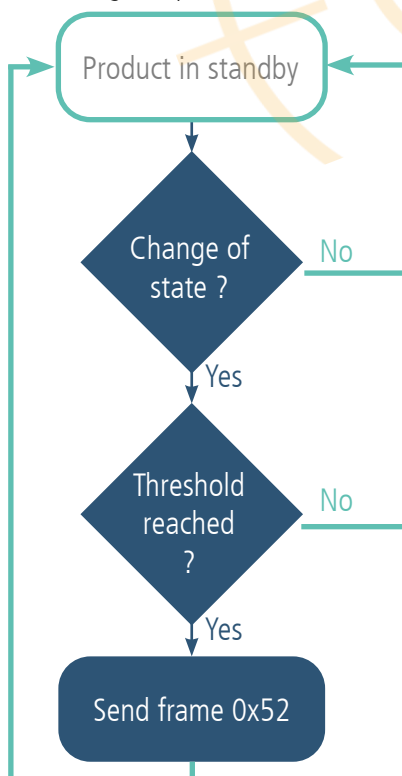 Product in standby
Change of
state ?
No
Yes
Threshold
reached
?
No
Yes
Send frame 0x52